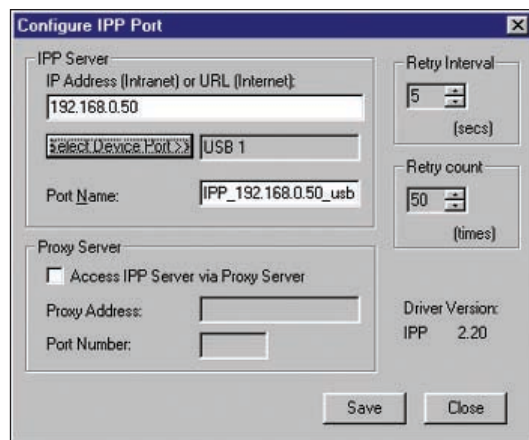 Configure IPP Port
IPP Server
IP Address (Intranet) or URL (Internet):
192.168.0.50
Select Device Port >>
USB 1
Port Name:
IPP_192.168.0.50_usb
Proxy Server
Access IPP Server via Proxy Server
Proxy Address:
Port Number:
Retry Interval
5
(secs)
Retry count
50
(times)
Driver Version:
IPP 2.20
Save
Close